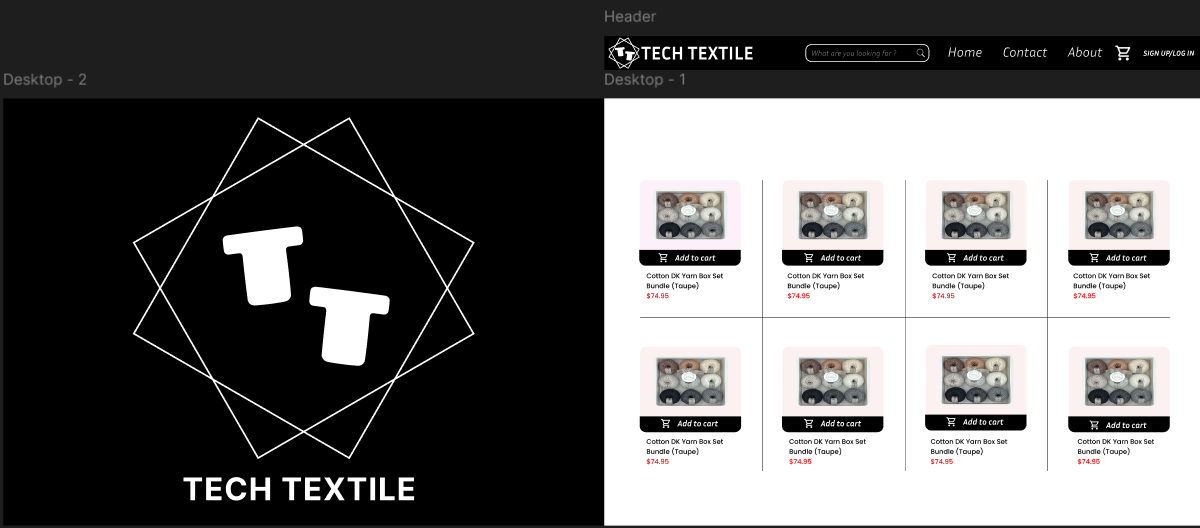 Header
TECH TEXTILE
What are you looking for ?
Home
Contact
About
SIGN UP/LOG IN
Desktop - 2
Desktop - 1
TT
TECH TEXTILE
Add to cart
Add to cart
Add to cart
Add to cart
Cotton DK Yarn Box Set
Bundle (Taupe)
$74.95
Cotton DK Yarn Box Set
Bundle (Taupe)
$74.95
Cotton DK Yarn Box Set
Bundle (Taupe)
$74.95
Cotton DK Yarn Box Set
Bundle (Taupe)
$74.95
Add to cart
Add to cart
Add to cart
Add to cart
Cotton DK Yarn Box Set
Bundle (Taupe)
$74.95
Cotton DK Yarn Box Set
Bundle (Taupe)
$74.95
Cotton DK Yarn Box Set
Bundle (Taupe)
$74.95
Cotton DK Yarn Box Set
Bundle (Taupe)
$74.95